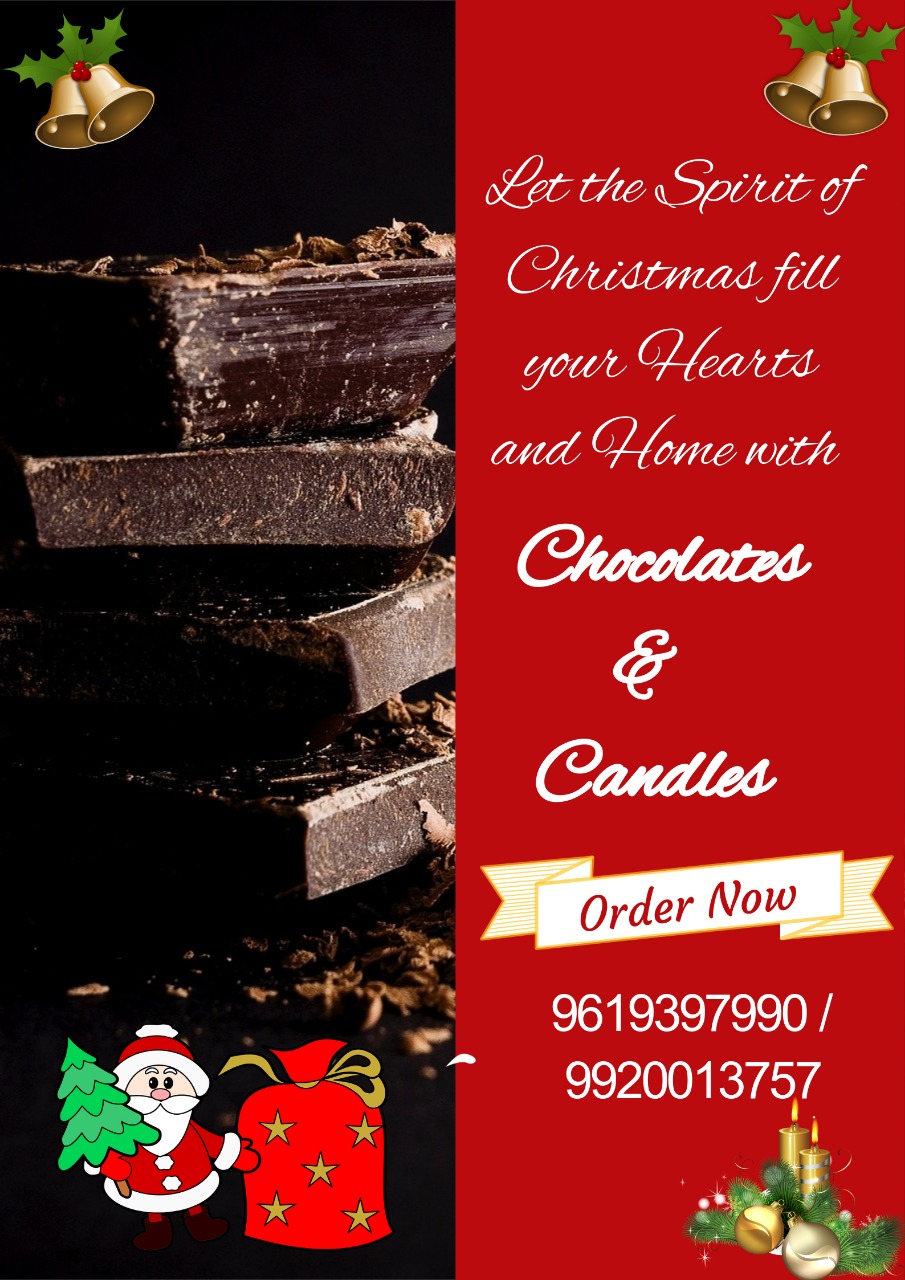 Let the Spirit of
Christmas fill
your Hearts
and Home with
Chocolates
&
Candles
Order Now
9619397990 /
9920013757